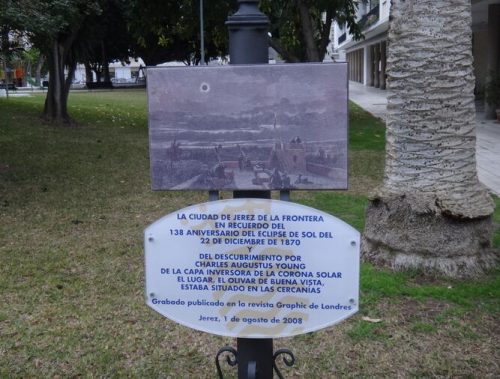 LA CIUDAD DE JEREZ DE LA FRONTERA
EN RECUERDO DEL
138 ANIVERSARIO DEL ECLIPSE DE SOL DEL
22 DE DICIEMBRE DE 1870
Y
DEL DESCUBRIMIENTO POR
CHARLES AUGUSTUS YOUNG
DE LA CAPA INVERSORA DE LA CORONA SOLAR
EL LUGAR, EL OLIVAR DE BUENA VISTA,
ESTABA SITUADO EN LAS CERCANIAS
Grabado publicado en la revista Graphic de Londres
Jerez, 1 de agosto de 2008